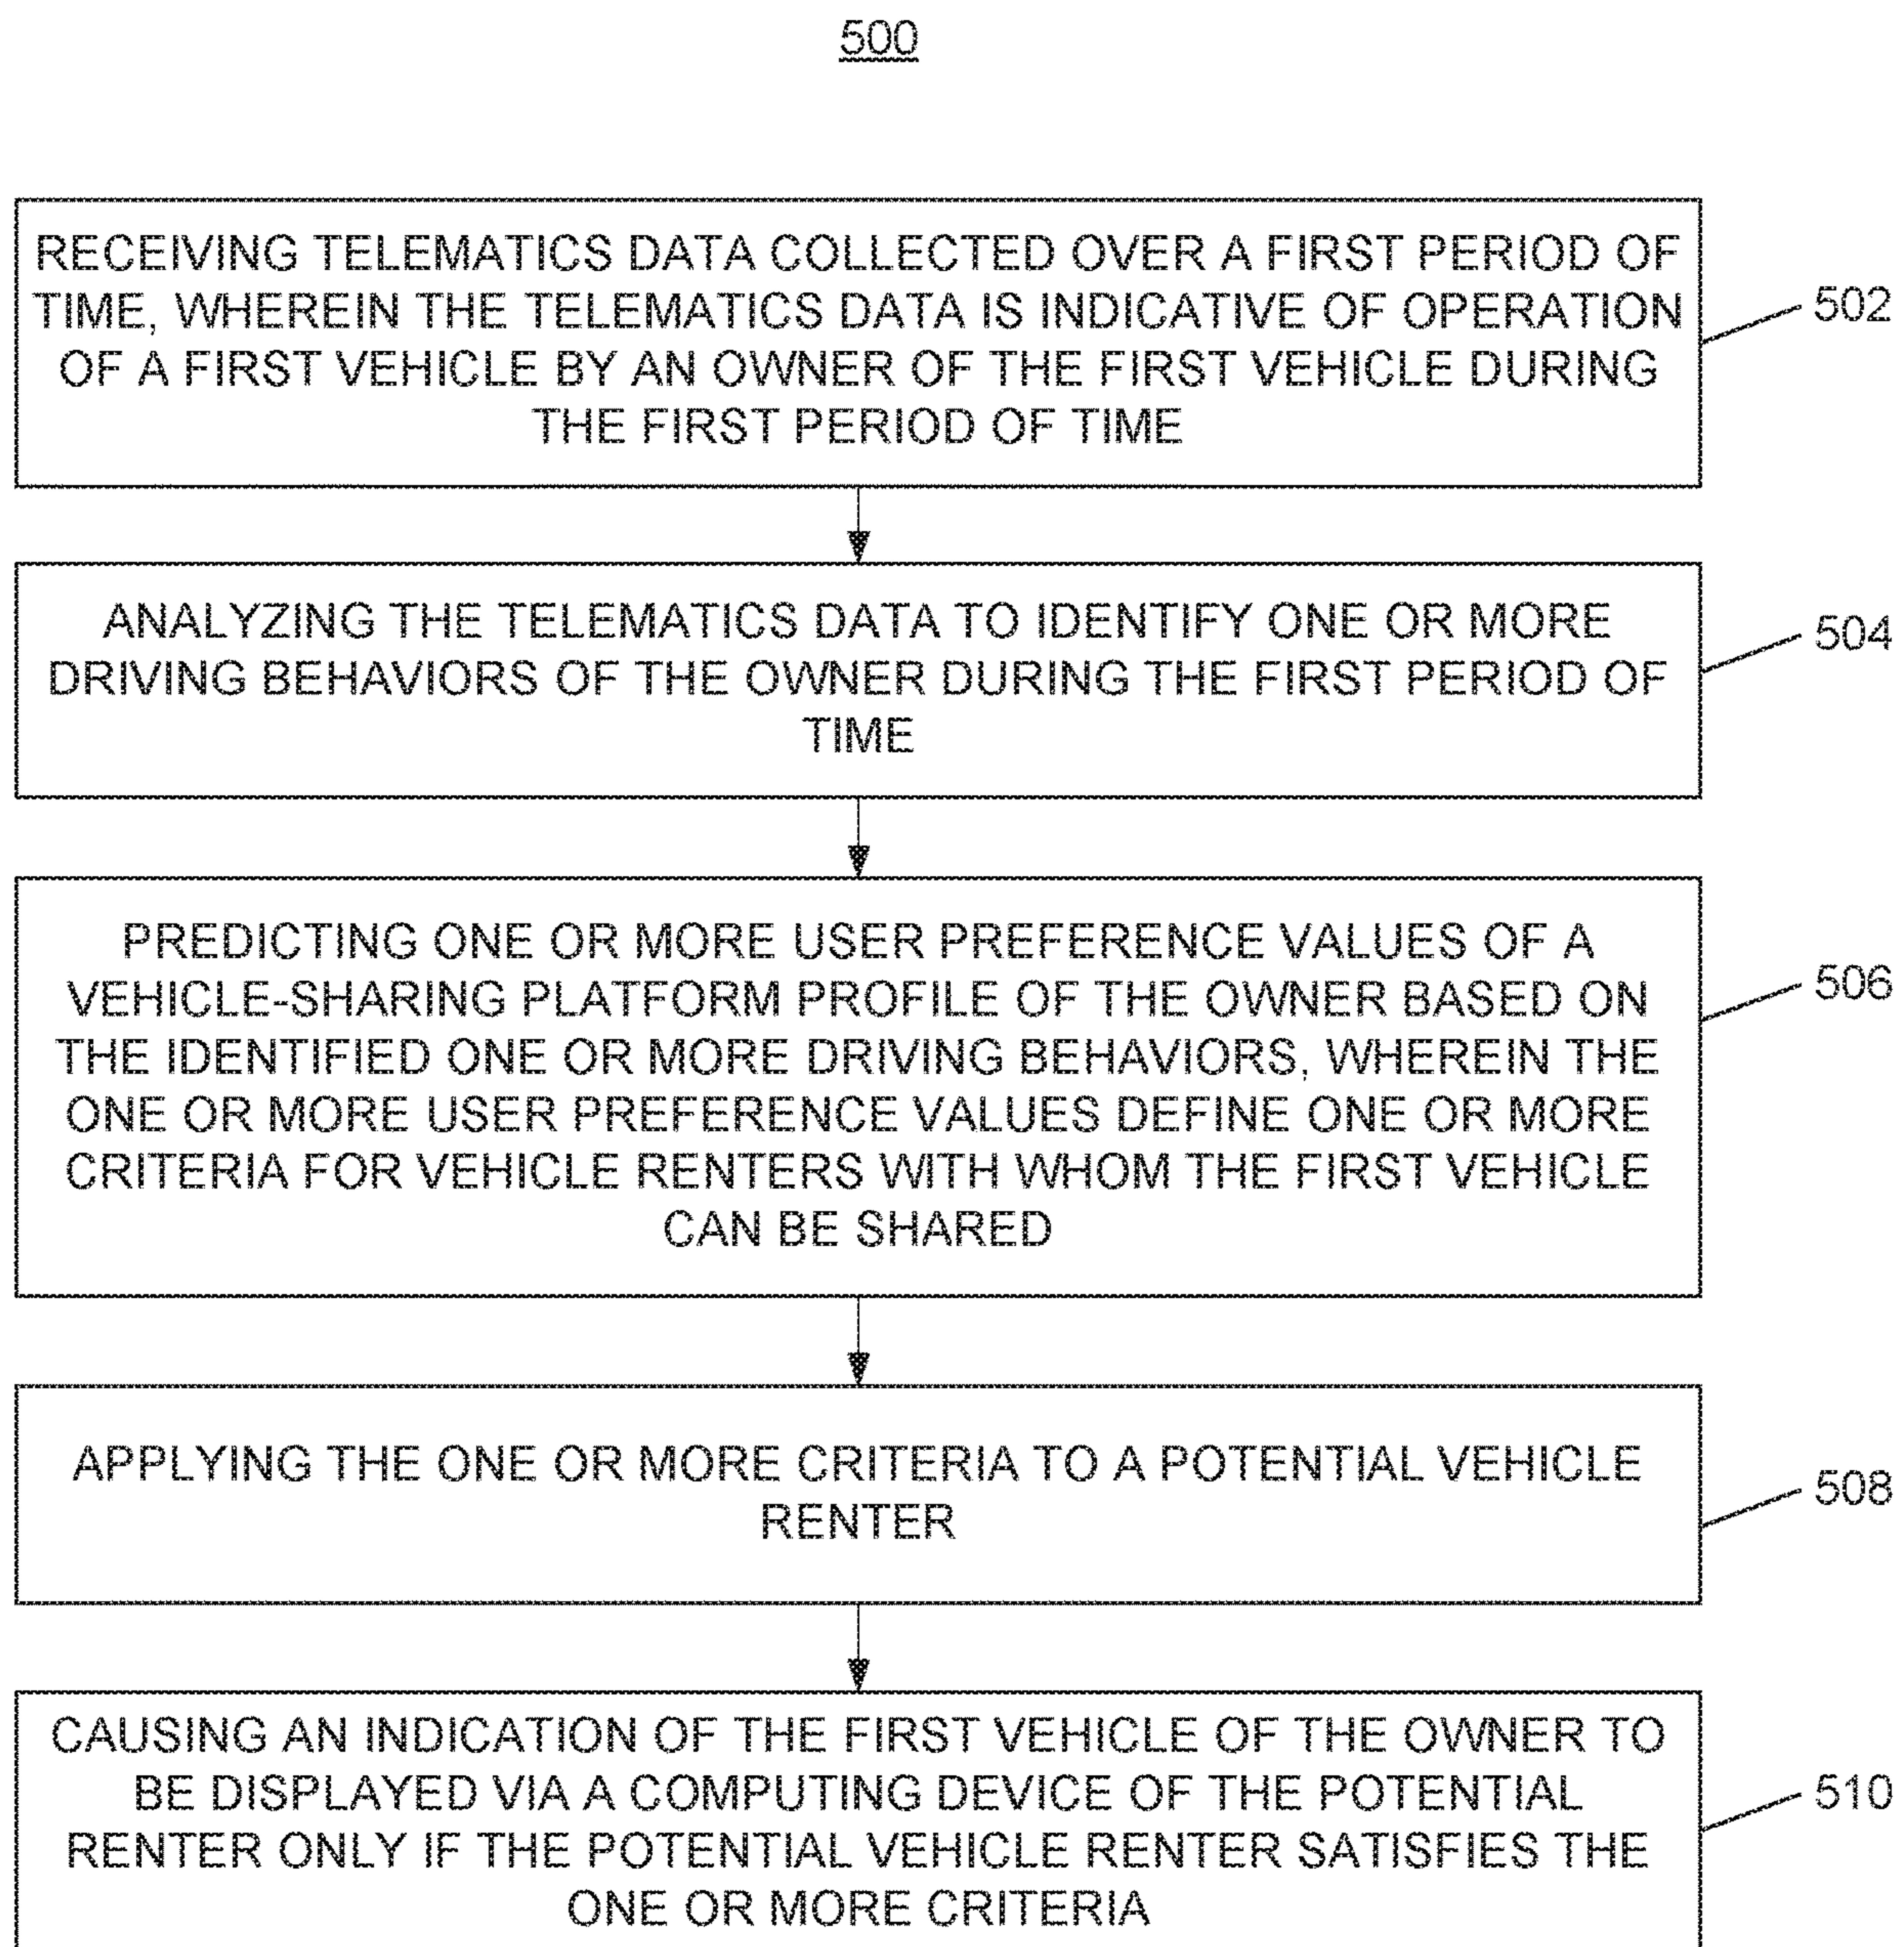 500
RECEIVING TELEMATICS DATA COLLECTED OVER A FIRST PERIOD OF
TIME, WHEREIN THE TELEMATICS DATA IS INDICATIVE OF OPERATION
OF A FIRST VEHICLE BY AN OWNER OF THE FIRST VEHICLE DURING
THE FIRST PERIOD OF TIME
502
ANALYZING THE TELEMATICS DATA TO IDENTIFY ONE OR MORE
DRIVING BEHAVIORS OF THE OWNER DURING THE FIRST PERIOD OF
TIME
504
PREDICTING ONE OR MORE USER PREFERENCE VALUES OF A
VEHICLE-SHARING PLATFORM PROFILE OF THE OWNER BASED ON
THE IDENTIFIED ONE OR MORE DRIVING BEHAVIORS, WHEREIN THE
ONE OR MORE USER PREFERENCE VALUES DEFINE ONE OR MORE
CRITERIA FOR VEHICLE RENTERS WITH WHOM THE FIRST VEHICLE
CAN BE SHARED
506
APPLYING THE ONE OR MORE CRITERIA TO A POTENTIAL VEHICLE
RENTER
508
CAUSING AN INDICATION OF THE FIRST VEHICLE OF THE OWNER TO
BE DISPLAYED VIA A COMPUTING DEVICE OF THE POTENTIAL
RENTER ONLY IF THE POTENTIAL VEHICLE RENTER SATISFIES THE
ONE OR MORE CRITERIA
510